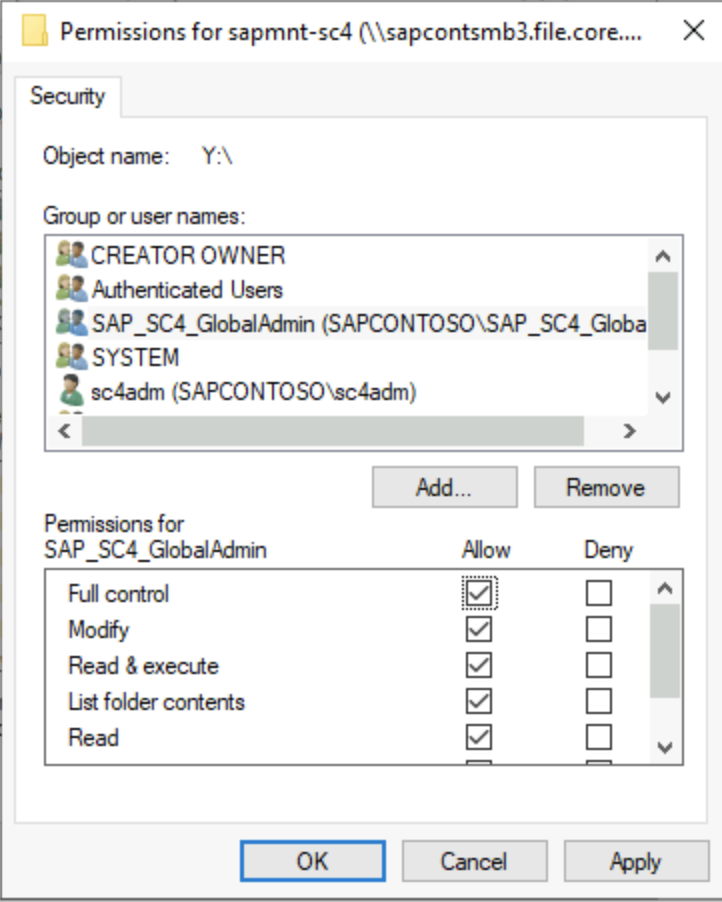 Permissions for sapmnt-sc4 (\\sapcontsmb3.file.core....
Security
Object name: Y:\
Group or user names:
CREATOR OWNER
Authenticated Users
SAP_SC4_GlobalAdmin (SAPCONTOSO\SAP_SC4_Globa
SYSTEM
sc4adm (SAPCONTOSO\sc4adm)
Add... Remove
Permissions for
SAP_SC4_GlobalAdmin Allow Deny
Full control
Modify
Read & execute
List folder contents
Read
OK Cancel Apply